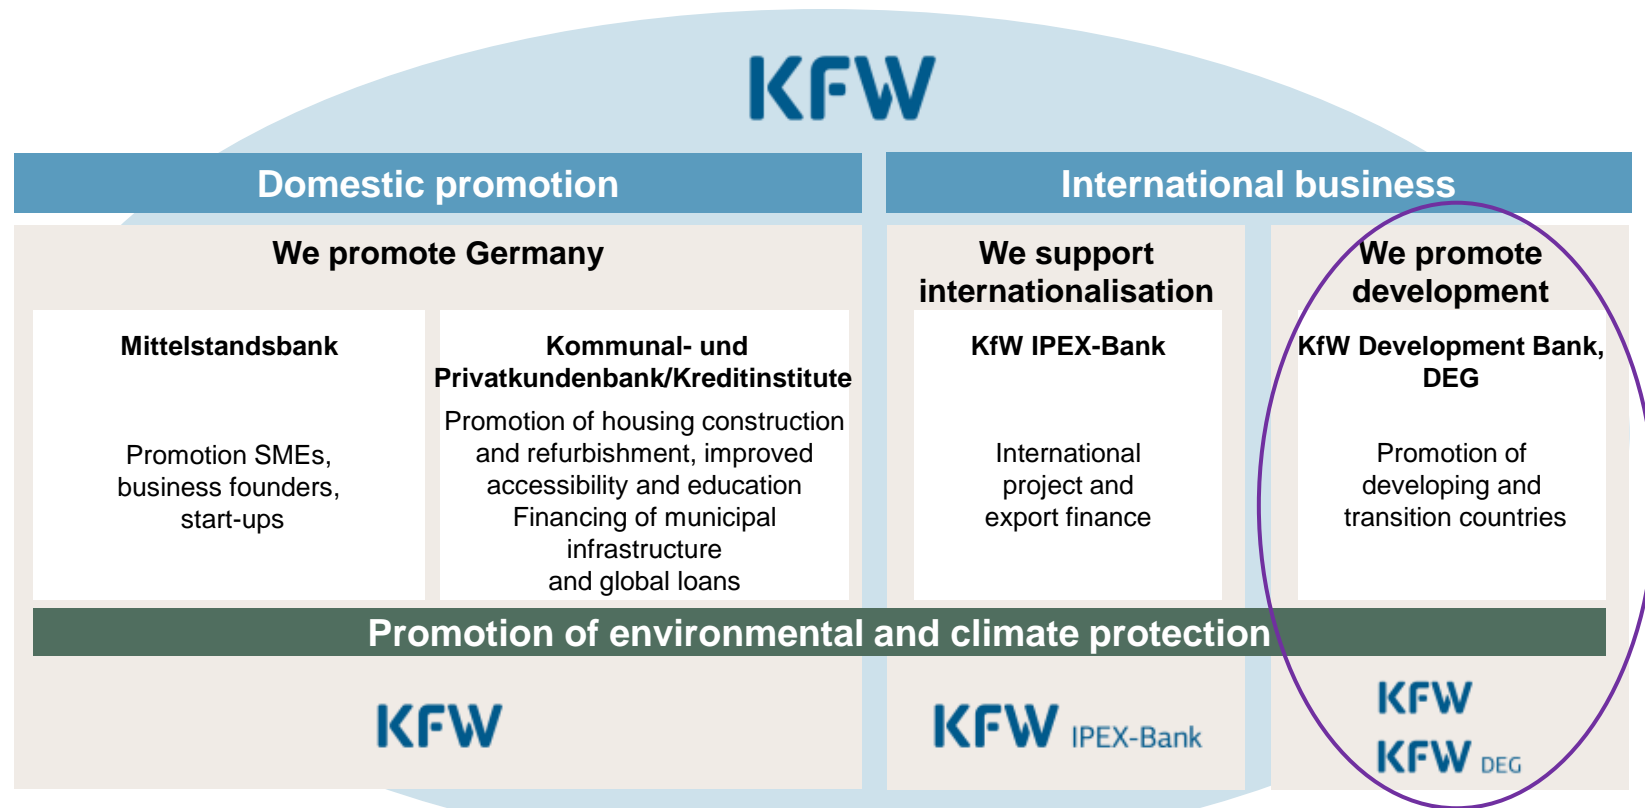 KFW
Domestic promotion
International business
We promote Germany
We support
internationalisation
We promote
development
Mittelstandsbank
Promotion SMEs,
business founders,
start-ups
Kommunal- und
Privatkundenbank/Kreditinstitute
Promotion of housing construction
and refurbishment, improved
accessibility and education
Financing of municipal
infrastructure
and global loans
KfW IPEX-Bank
International
project and
export finance
KfW Development Bank,
DEG
Promotion of
developing and
transition countries
Promotion of environmental and climate protection
KFW
KFW IPEX-Bank
KFW
KFW DEG